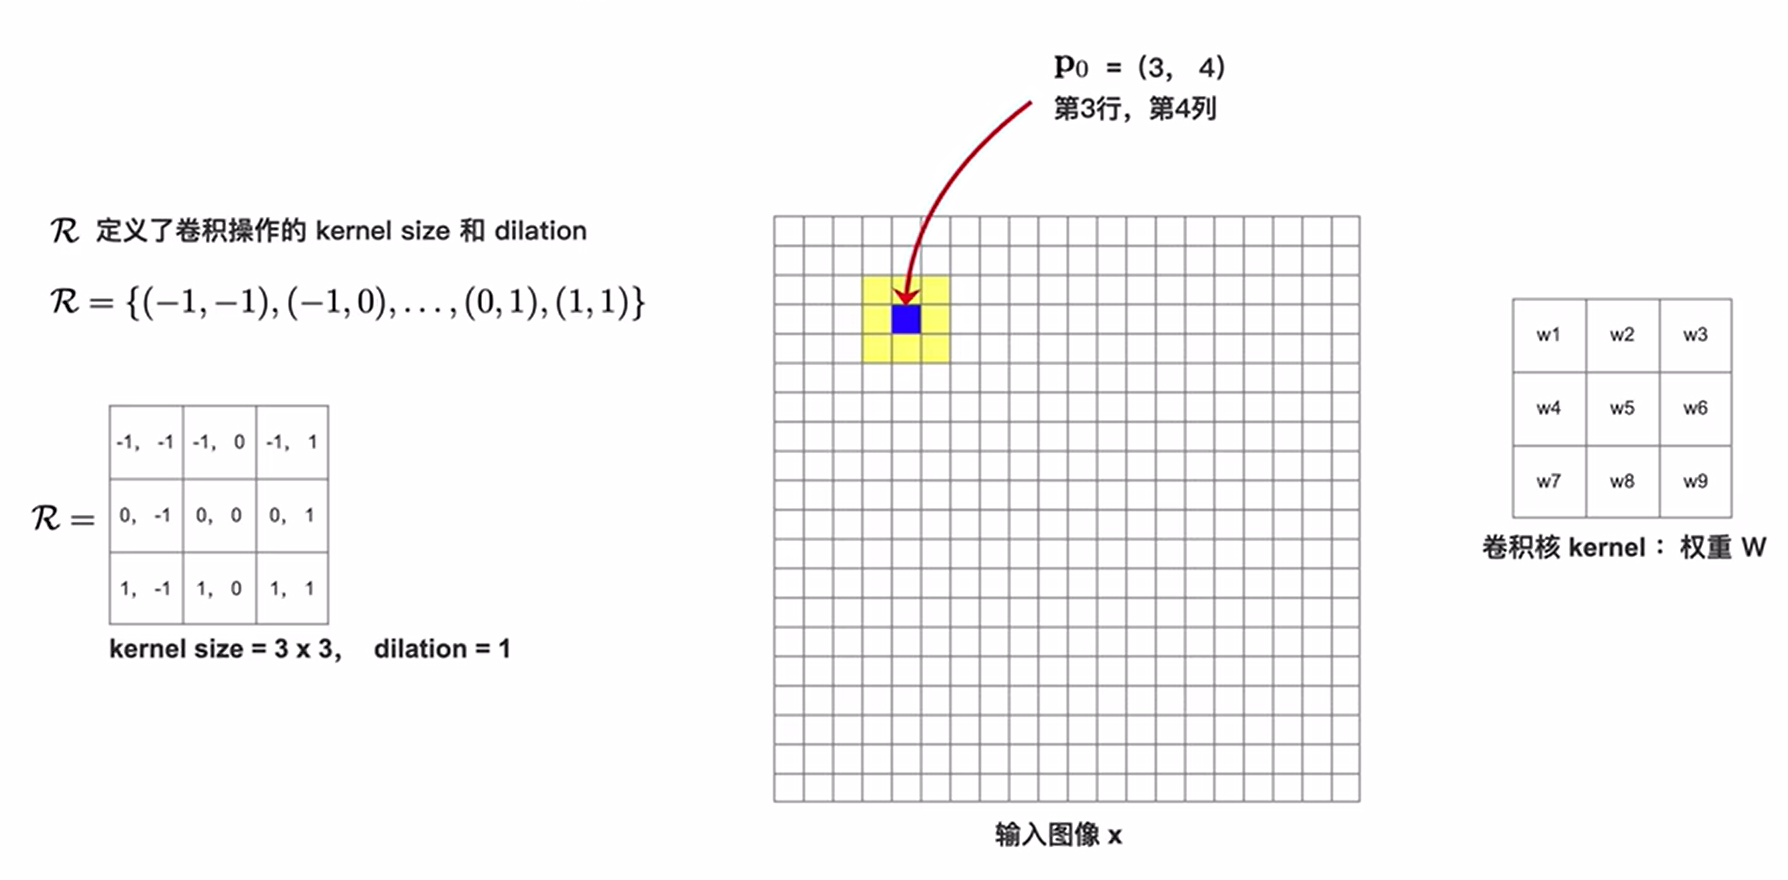 p₀ = (3, 4)
第3行，第4列
ℛ 定义了卷积操作的 kernel size 和 dilation
ℛ = {(−1, −1), (−1, 0), . . . , (0, 1), (1, 1)}
-1, -1 -1, 0 -1, 1
ℛ = 0, -1 0, 0 0, 1
1, -1 1, 0 1, 1
kernel size = 3 x 3， dilation = 1
输入图像 x
w1 w2 w3
w4 w5 w6
w7 w8 w9
卷积核 kernel： 权重 W